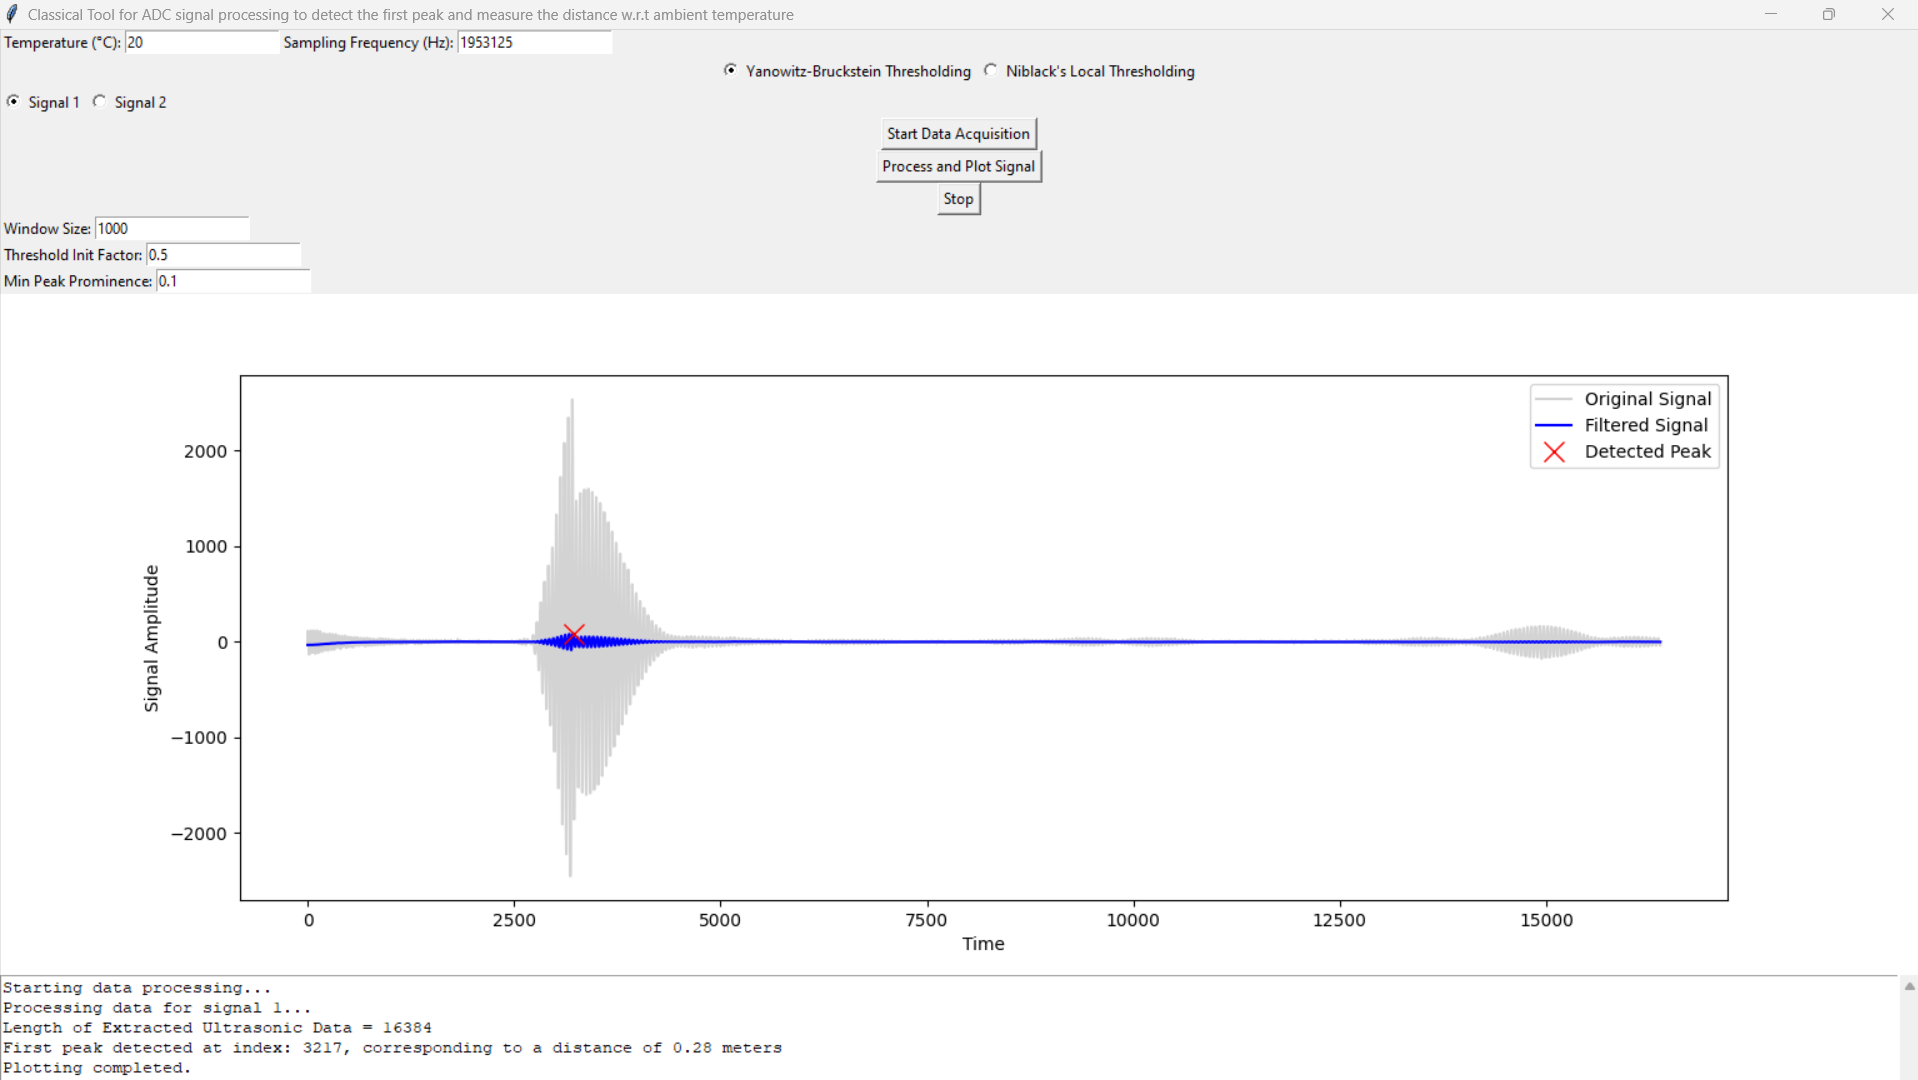 Classical Tool for ADC signal processing to detect the first peak and measure the distance w.r.t ambient temperature
Temperature (°C): 20 Sampling Frequency (Hz): 1953125
Yanowitz-Bruckstein Thresholding Niblack's Local Thresholding
Signal 1 Signal 2
Start Data Acquisition
Process and Plot Signal
Stop
Window Size: 1000
Threshold Init Factor: 0.5
Min Peak Prominence: 0.1
Original Signal
Filtered Signal
Detected Peak
2000
1000
0
−1000
−2000
Signal Amplitude
0 2500 5000 7500 10000 12500 15000
Time
Starting data processing...
Processing data for signal 1...
Length of Extracted Ultrasonic Data = 16384
First peak detected at index: 3217, corresponding to a distance of 0.28 meters
Plotting completed.